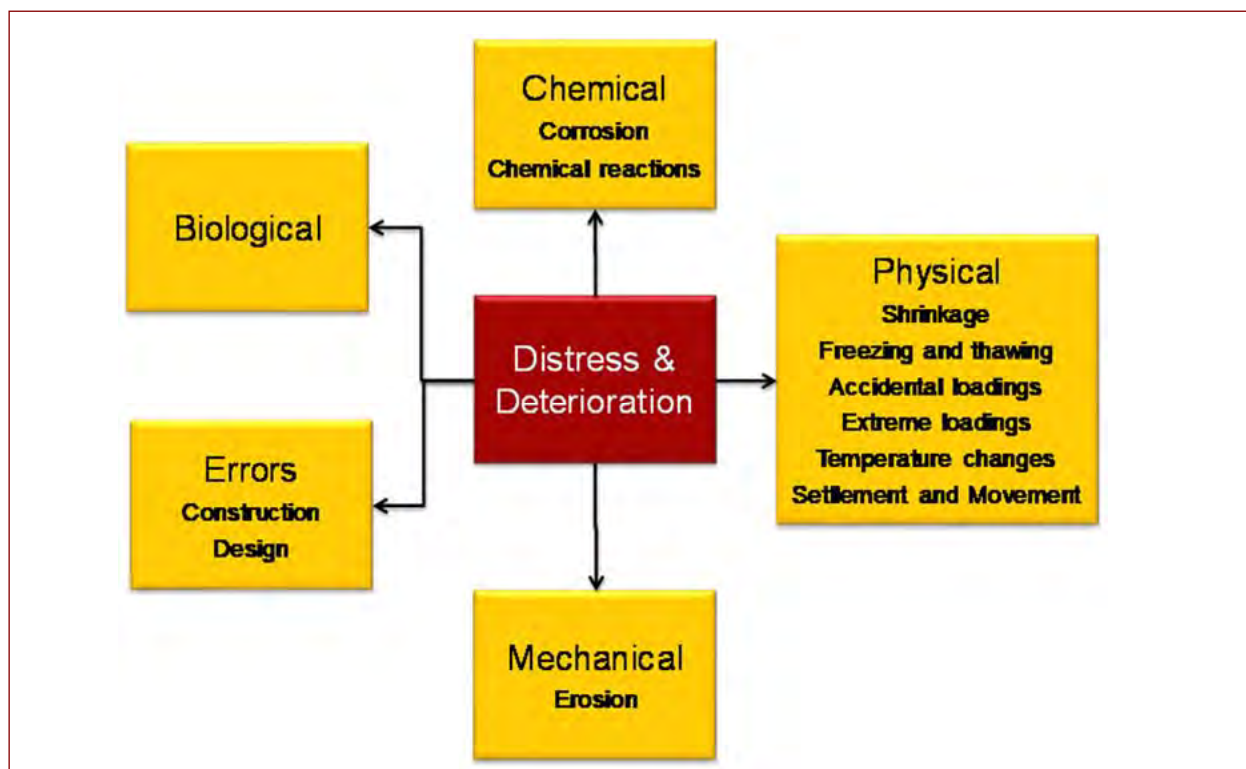 Chemical
Corrosion
Chemical reactions
Biological
Physical
Shrinkage
Freezing and thawing
Accidental loadings
Extreme loadings
Temperature changes
Settlement and Movement
Distress &
Deterioration
Errors
Construction
Design
Mechanical
Erosion